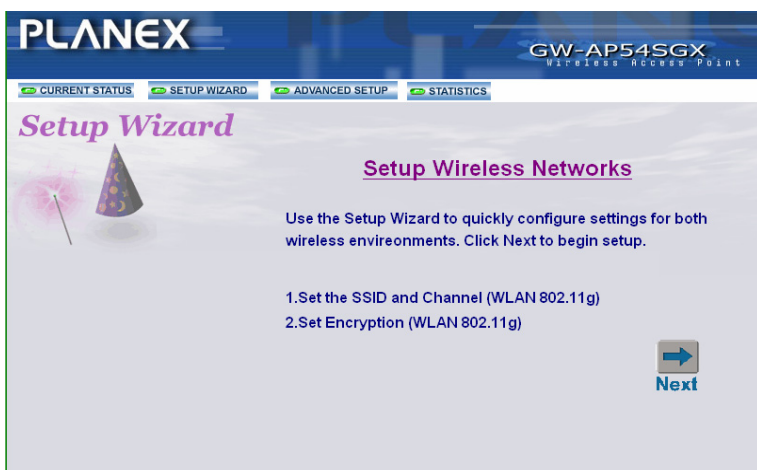 PLANEX
GW-AP54SGX
Wireless Access Point
CURRENT STATUS SETUP WIZARD ADVANCED SETUP STATISTICS
Setup Wizard
Setup Wireless Networks
Use the Setup Wizard to quickly configure settings for both
wireless envireonments. Click Next to begin setup.
1.Set the SSID and Channel (WLAN 802.11g)
2.Set Encryption (WLAN 802.11g)
Next